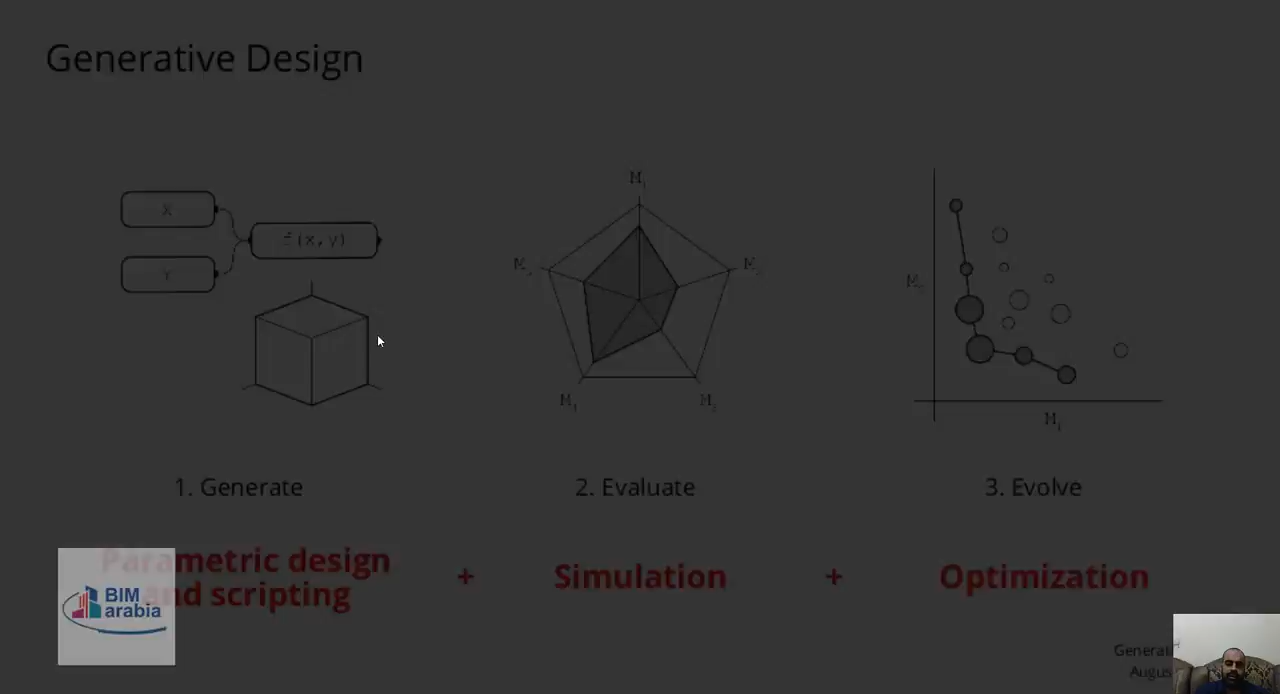 Generative Design
X
f(x,y)
Y
M
M
M
M
M
M
M
1. Generate
2. Evaluate
3. Evolve
Parametric design
and scripting
+
Simulation
+
Optimization
BIM
arabia